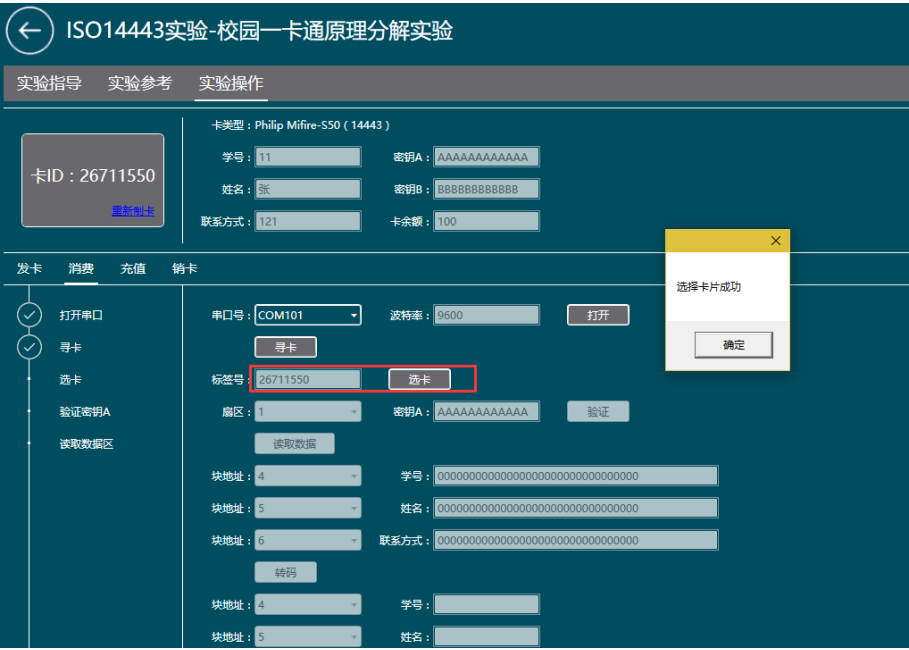 ISO14443实验-校园一卡通原理分解实验
实验指导 实验参考 实验操作
卡类型：Philip Mifire-S50 ( 14443 )
卡ID：26711550
重新制卡
学号： 11 密钥A： AAAAAAAAAAAA
姓名： 张 密钥B： BBBBBBBBBBBB
联系方式： 121 卡余额： 100
发卡 消费 充值 销卡
打开串口
寻卡
选卡
验证密钥A
读取数据区
串口号： COM101 波特率： 9600 打开
寻卡
标签号： 26711550 选卡
扇区： 1 密钥A： AAAAAAAAAAAA 验证
读取数据
块地址： 4 学号： 00000000000000000000000000000000
块地址： 5 姓名： 00000000000000000000000000000000
块地址： 6 联系方式： 00000000000000000000000000000000
转码
块地址： 4 学号：
块地址： 5 姓名：
选择卡片成功
确定